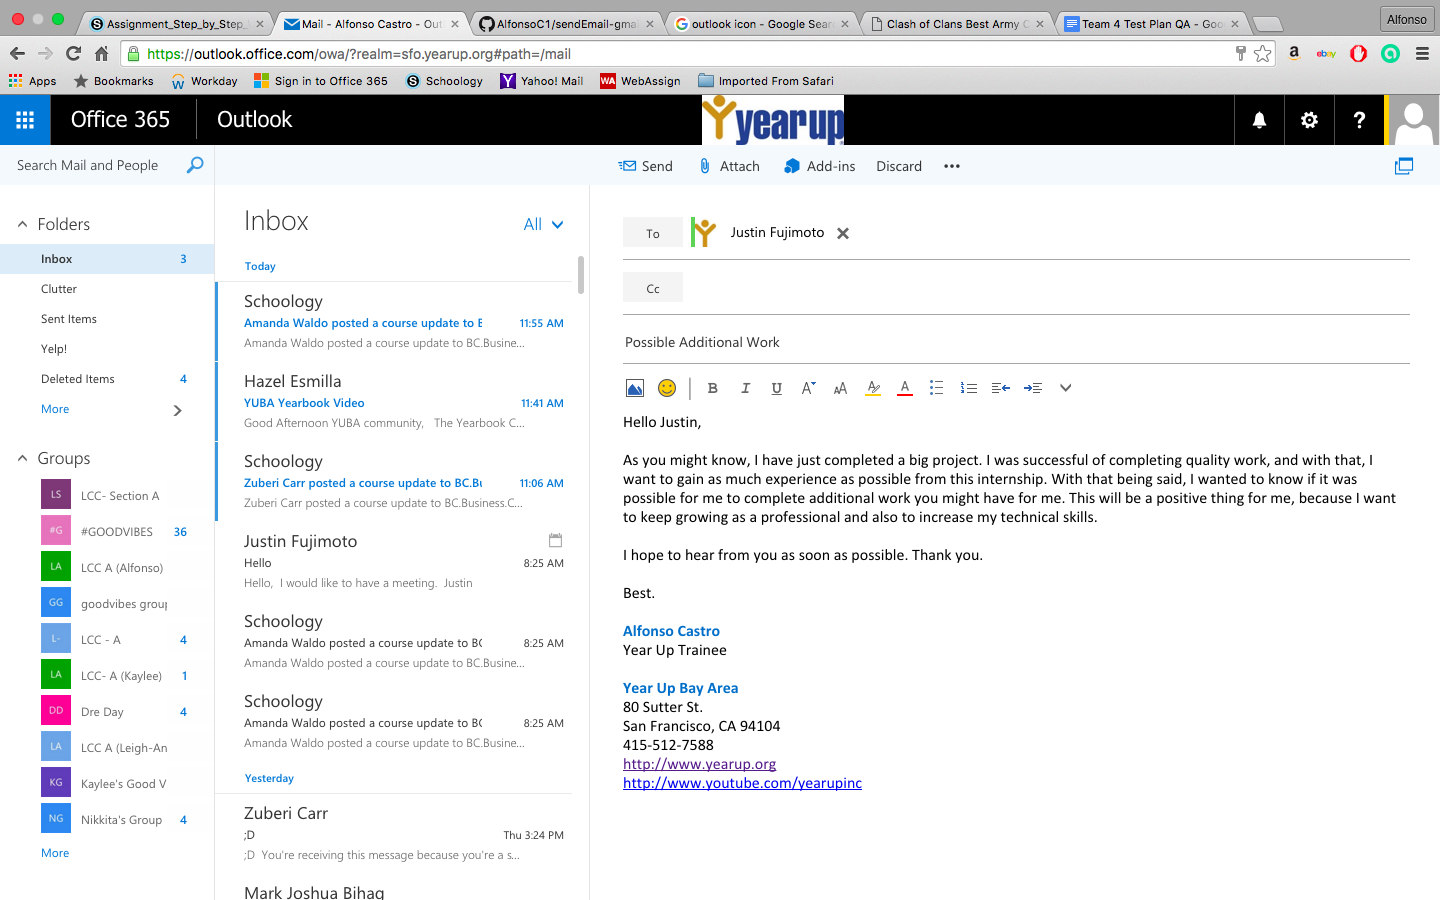 Assignment_Step_by_Step_
Mail - Alfonso Castro - Out
AlfonsoC1/sendEmail-gma
outlook icon - Google Sear
Clash of Clans Best Army C
Team 4 Test Plan QA - Goo
Alfonso
https://outlook.office.com/owa/?realm=sfo.yearup.org#path=/mail
Apps
Bookmarks
Workday
Sign in to Office 365
Schoology
Yahoo! Mail
WebAssign
Imported From Safari
Office 365
Outlook
yearup
Search Mail and People
Send
Attach
Add-ins
Discard
•••
Folders
Inbox 3
Clutter
Sent Items
Yelp!
Deleted Items 4
More
Groups
LS LCC- Section A
#G #GOODVIBES 36
LA LCC A (Alfonso)
GG goodvibes group
L- LCC - A 4
LA LCC- A (Kaylee) 1
DD Dre Day 4
LA LCC A (Leigh-An
KG Kaylee's Good V
NG Nikkita's Group 4
More
Inbox
All
Today
Schoology
Amanda Waldo posted a course update to B 11:55 AM
Amanda Waldo posted a course update to BC.Busine...
Hazel Esmilla
YUBA Yearbook Video 11:41 AM
Good Afternoon YUBA community, The Yearbook C...
Schoology
Zuberi Carr posted a course update to BC.Bu 11:06 AM
Zuberi Carr posted a course update to BC.Business.C...
Justin Fujimoto
Hello 8:25 AM
Hello, I would like to have a meeting. Justin
Schoology
Amanda Waldo posted a course update to BC 8:25 AM
Amanda Waldo posted a course update to BC.Busine...
Schoology
Amanda Waldo posted a course update to BC 8:25 AM
Amanda Waldo posted a course update to BC.Busine...
Yesterday
Zuberi Carr
;D Thu 3:24 PM
;D You're receiving this message because you're a s...
Mark Joshua Bihag
To
Justin Fujimoto
Cc
Possible Additional Work
Hello Justin,
As you might know, I have just completed a big project. I was successful of completing quality work, and with that, I
want to gain as much experience as possible from this internship. With that being said, I wanted to know if it was
possible for me to complete additional work you might have for me. This will be a positive thing for me, because I want
to keep growing as a professional and also to increase my technical skills.
I hope to hear from you as soon as possible. Thank you.
Best.
Alfonso Castro
Year Up Trainee
Year Up Bay Area
80 Sutter St.
San Francisco, CA 94104
415-512-7588
http://www.yearup.org
http://www.youtube.com/yearupinc